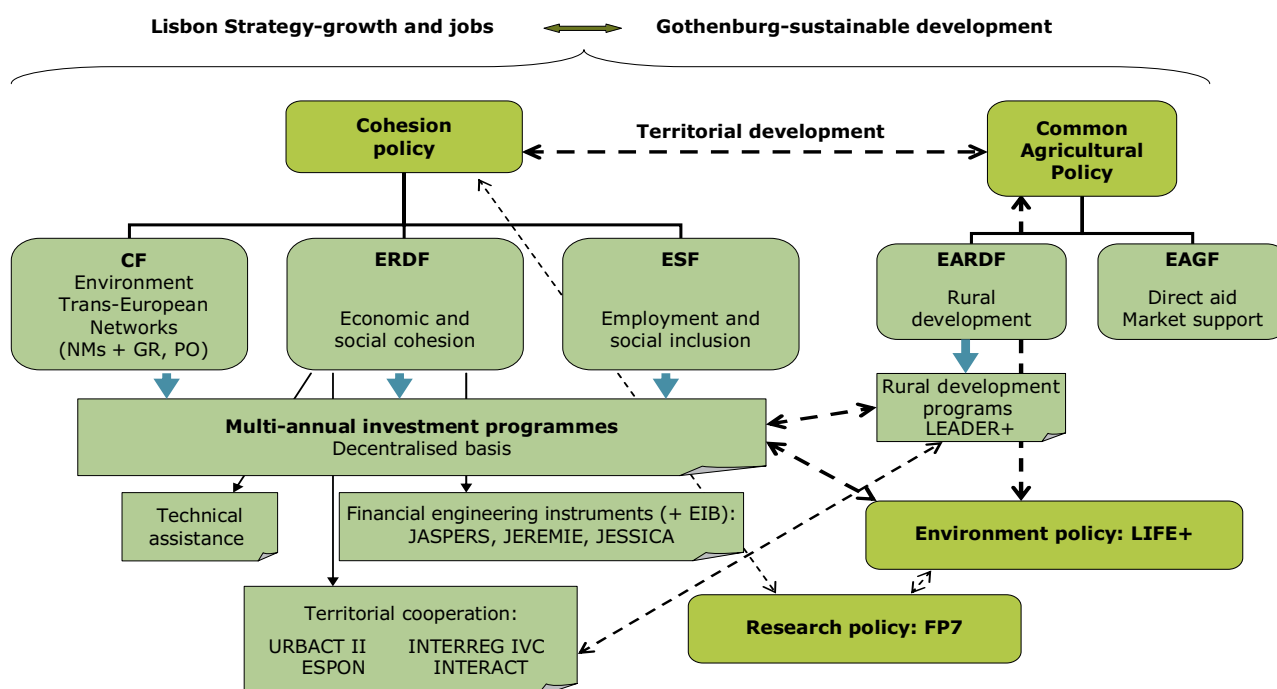 Lisbon Strategy-growth and jobs
Gothenburg-sustainable development
Cohesion
policy
Territorial development
Common
Agricultural
Policy
CF
Environment
Trans-European
Networks
(NMs + GR, PO)
ERDF
Economic and
social cohesion
ESF
Employment and
social inclusion
EARDF
Rural
development
EAGF
Direct aid
Market support
Multi-annual investment programmes
Decentralised basis
Rural development
programs
LEADER+
Technical
assistance
Financial engineering instruments (+ EIB):
JASPERS, JEREMIE, JESSICA
Environment policy: LIFE+
Territorial cooperation:
URBACT II INTERREG IVC
ESPON INTERACT
Research policy: FP7